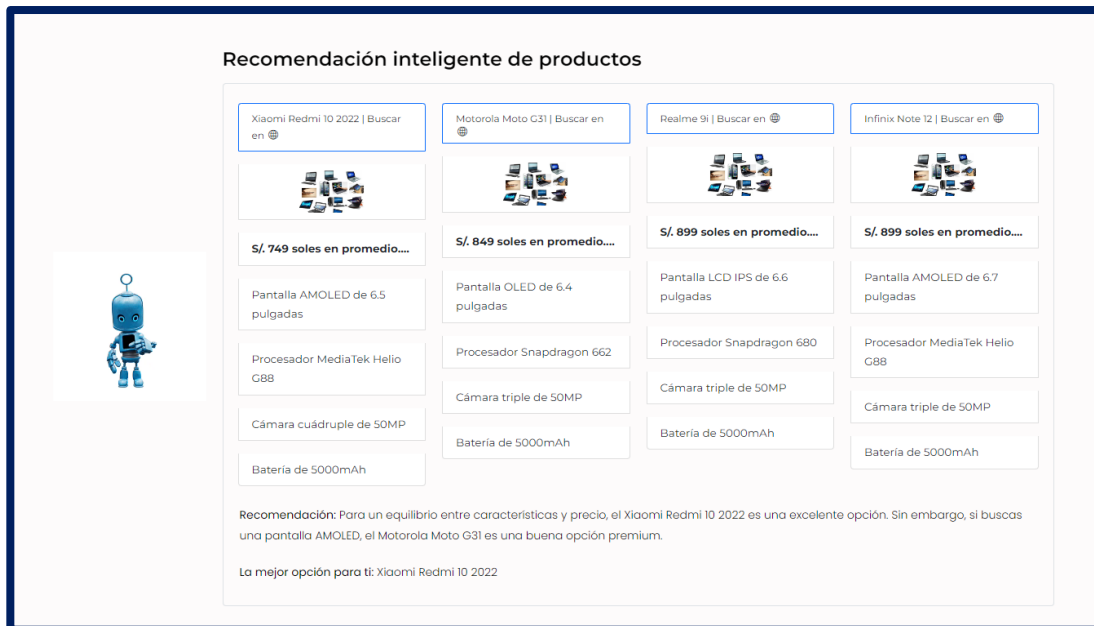 Recomendación inteligente de productos
Xiaomi Redmi 10 2022 | Buscar
en
S/. 749 soles en promedio....
Pantalla AMOLED de 6.5
pulgadas
Procesador MediaTek Helio
G88
Cámara cuádruple de 50MP
Batería de 5000mAh
Motorola Moto G31 | Buscar en
S/. 849 soles en promedio....
Pantalla OLED de 6.4
pulgadas
Procesador Snapdragon 662
Cámara triple de 50MP
Batería de 5000mAh
Realme 9i | Buscar en
S/. 899 soles en promedio....
Pantalla LCD IPS de 6.6
pulgadas
Procesador Snapdragon 680
Cámara triple de 50MP
Batería de 5000mAh
Infinix Note 12 | Buscar en
S/. 899 soles en promedio....
Pantalla AMOLED de 6.7
pulgadas
Procesador MediaTek Helio
G88
Cámara triple de 50MP
Batería de 5000mAh
Recomendación: Para un equilibrio entre características y precio, el Xiaomi Redmi 10 2022 es una excelente opción. Sin embargo, si buscas
una pantalla AMOLED, el Motorola Moto G31 es una buena opción premium.
La mejor opción para ti: Xiaomi Redmi 10 2022